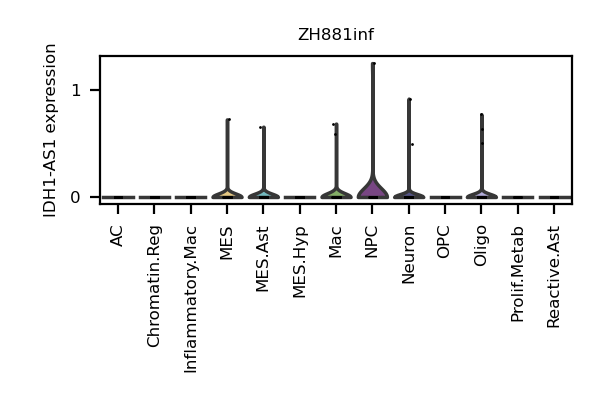 ZH881inf
IDH1-AS1 expression
1
0
AC
Chromatin.Reg
Inflammatory.Mac
MES
MES.Ast
MES.Hyp
Mac
NPC
Neuron
OPC
Oligo
Prolif.Metab
Reactive.Ast